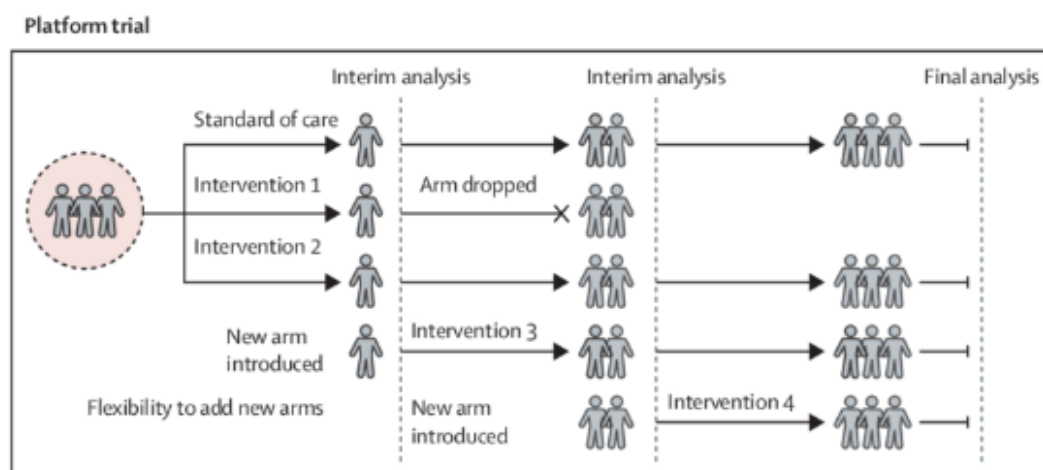 Platform trial
Interim analysis
Interim analysis
Final analysis
Standard of care
Intervention 1
Arm dropped
Intervention 2
New arm
introduced
Intervention 3
Flexibility to add new arms
New arm
introduced
Intervention 4